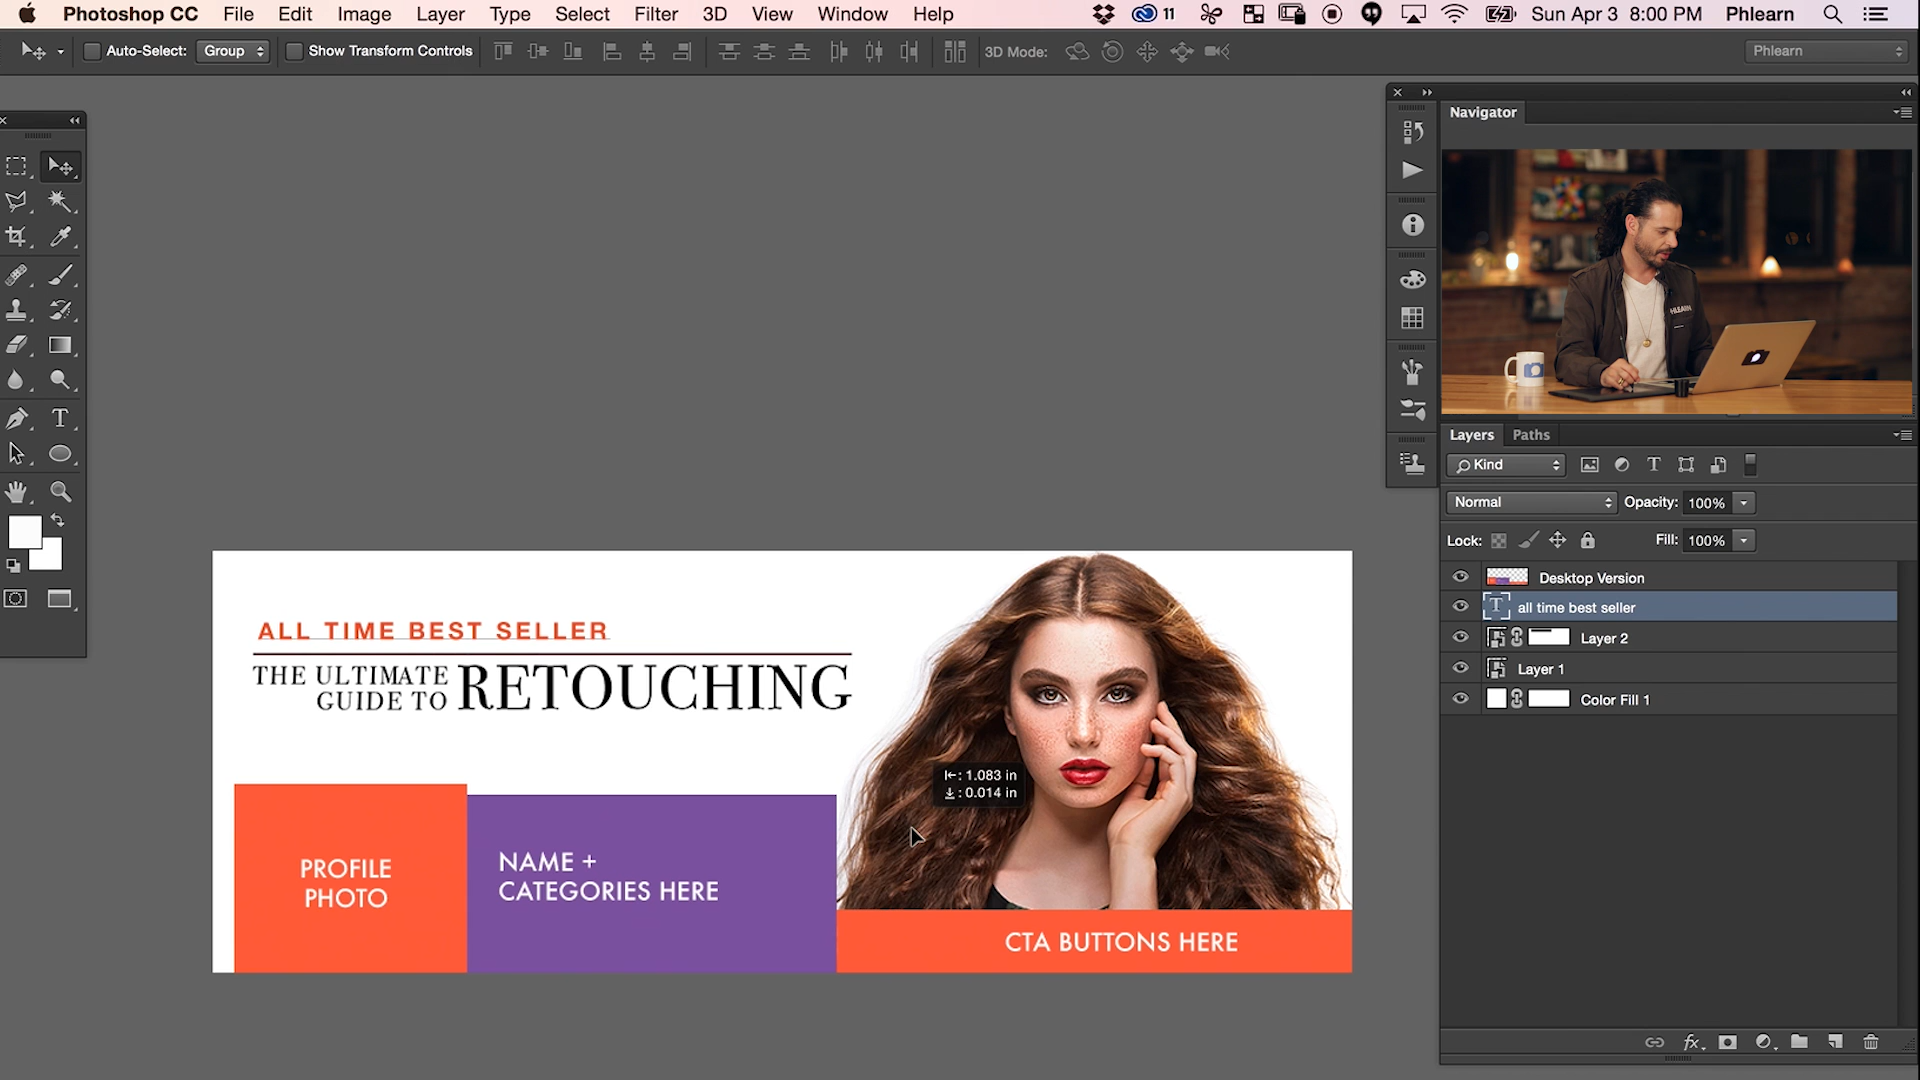 Photoshop CC File Edit Image Layer Type Select Filter 3D View Window Help 11 Sun Apr 3 8:00 PM Phlearn
Auto-Select: Group Show Transform Controls 3D Mode: Phlearn
Navigator
PHLEARN
Layers Paths
Kind
Normal Opacity: 100%
Lock: Fill: 100%
Desktop Version
T all time best seller
Layer 2
Layer 1
Color Fill 1
fx
ALL TIME BEST SELLER
THE ULTIMATE
GUIDE TO RETOUCHING
: 1.083 in
: 0.014 in
PROFILE
PHOTO
NAME +
CATEGORIES HERE
CTA BUTTONS HERE